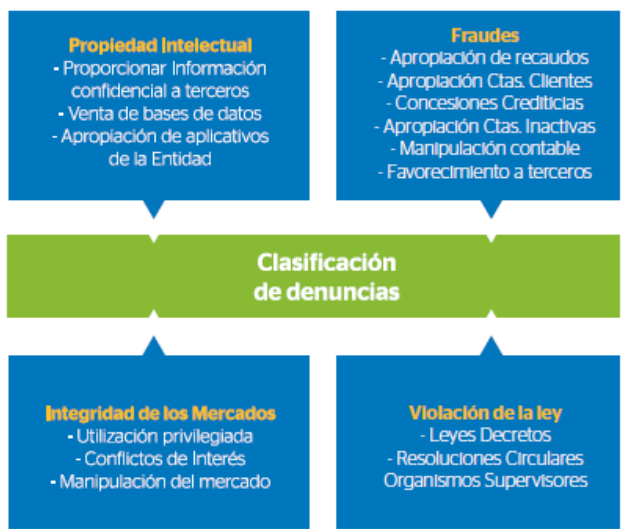 Propiedad Intelectual
- Proporcionar Información
confidencial a terceros
- Venta de bases de datos
- Apropiación de aplicativos
de la Entidad
Fraudes
- Apropiación de recaudos
- Apropiación Ctas. Clientes
- Concesiones Crediticias
- Apropiación Ctas. Inactivas
- Manipulación contable
- Favorecimiento a terceros
Clasificación
de denuncias
Integridad de los Mercados
- Utilización privilegiada
- Conflictos de Interés
- Manipulación del mercado
Violación de la ley
- Leyes Decretos
- Resoluciones Circulares
Organismos Supervisores